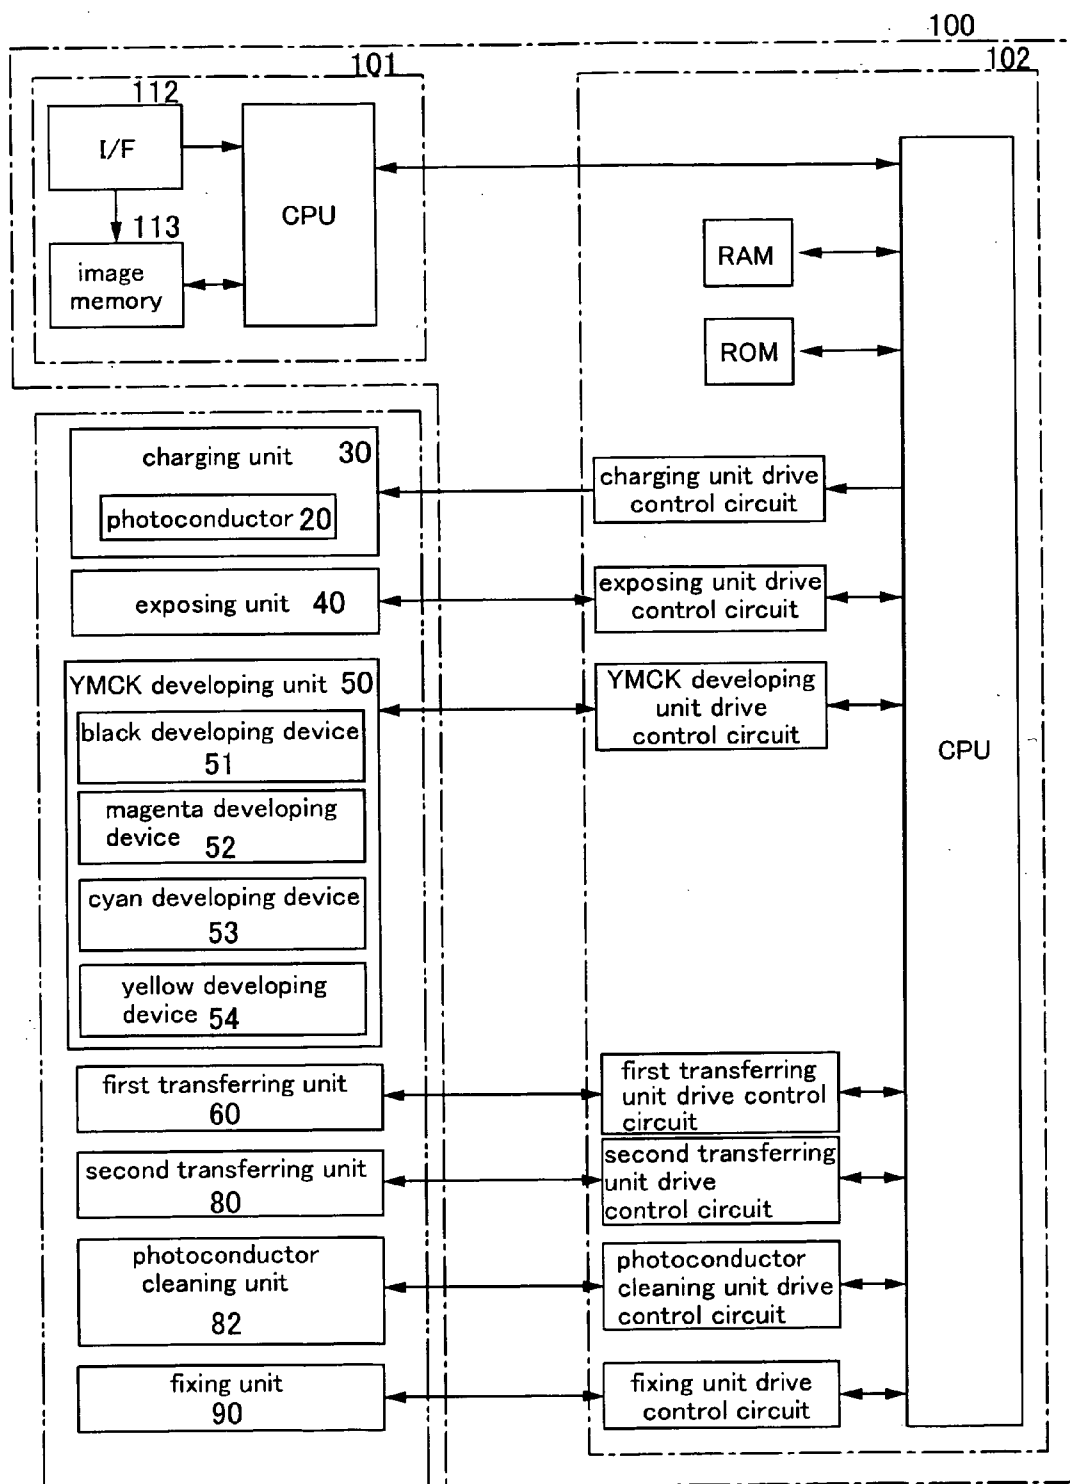 100
101
102
112
I/F
CPU
113
image
memory
RAM
ROM
charging unit 30
photoconductor 20
charging unit drive
control circuit
exposing unit 40
exposing unit drive
control circuit
YMCK developing unit 50
black developing device
51
magenta developing
device 52
cyan developing device
53
yellow developing
device 54
YMCK developing
unit drive
control circuit
CPU
first transferring unit
60
first transferring
unit drive control
circuit
second transferring unit
80
second transferring
unit drive
control circuit
photoconductor
cleaning unit
82
photoconductor
cleaning unit drive
control circuit
fixing unit
90
fixing unit drive
control circuit